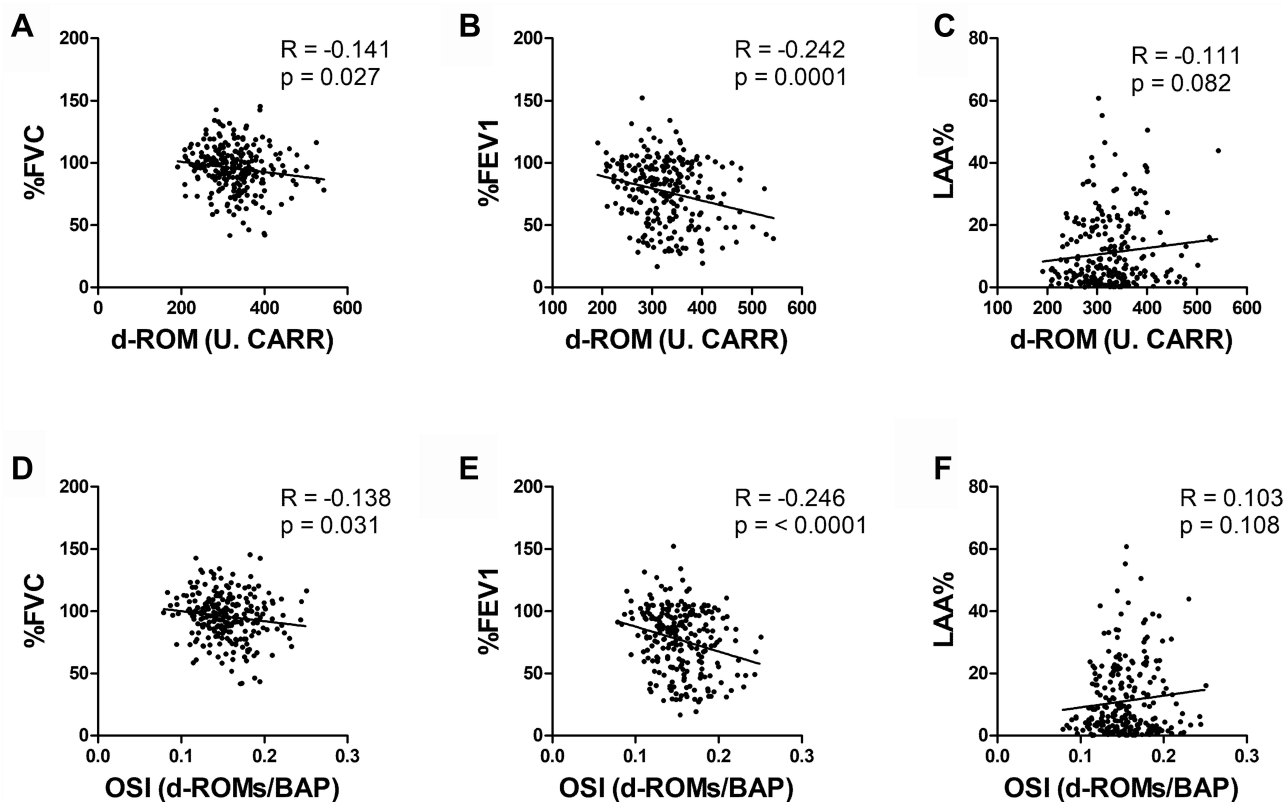 A
R = -0.141
p = 0.027
200
150
100
50
0
%FVC
0
200
400
600
d-ROM (U. CARR)
B
R = -0.242
p = 0.0001
200
150
100
50
0
%FEV1
100
200
300
400
500
600
d-ROM (U. CARR)
C
R = -0.111
p = 0.082
80
60
40
20
0
LAA%
100
200
300
400
500
600
d-ROM (U. CARR)
D
R = -0.138
p = 0.031
200
150
100
50
0
%FVC
0.0
0.1
0.2
0.3
OSI (d-ROMs/BAP)
E
R = -0.246
p = < 0.0001
200
150
100
50
0
%FEV1
0.0
0.1
0.2
0.3
OSI (d-ROMs/BAP)
F
R = 0.103
p = 0.108
80
60
40
20
0
LAA%
0.0
0.1
0.2
0.3
OSI (d-ROMs/BAP)